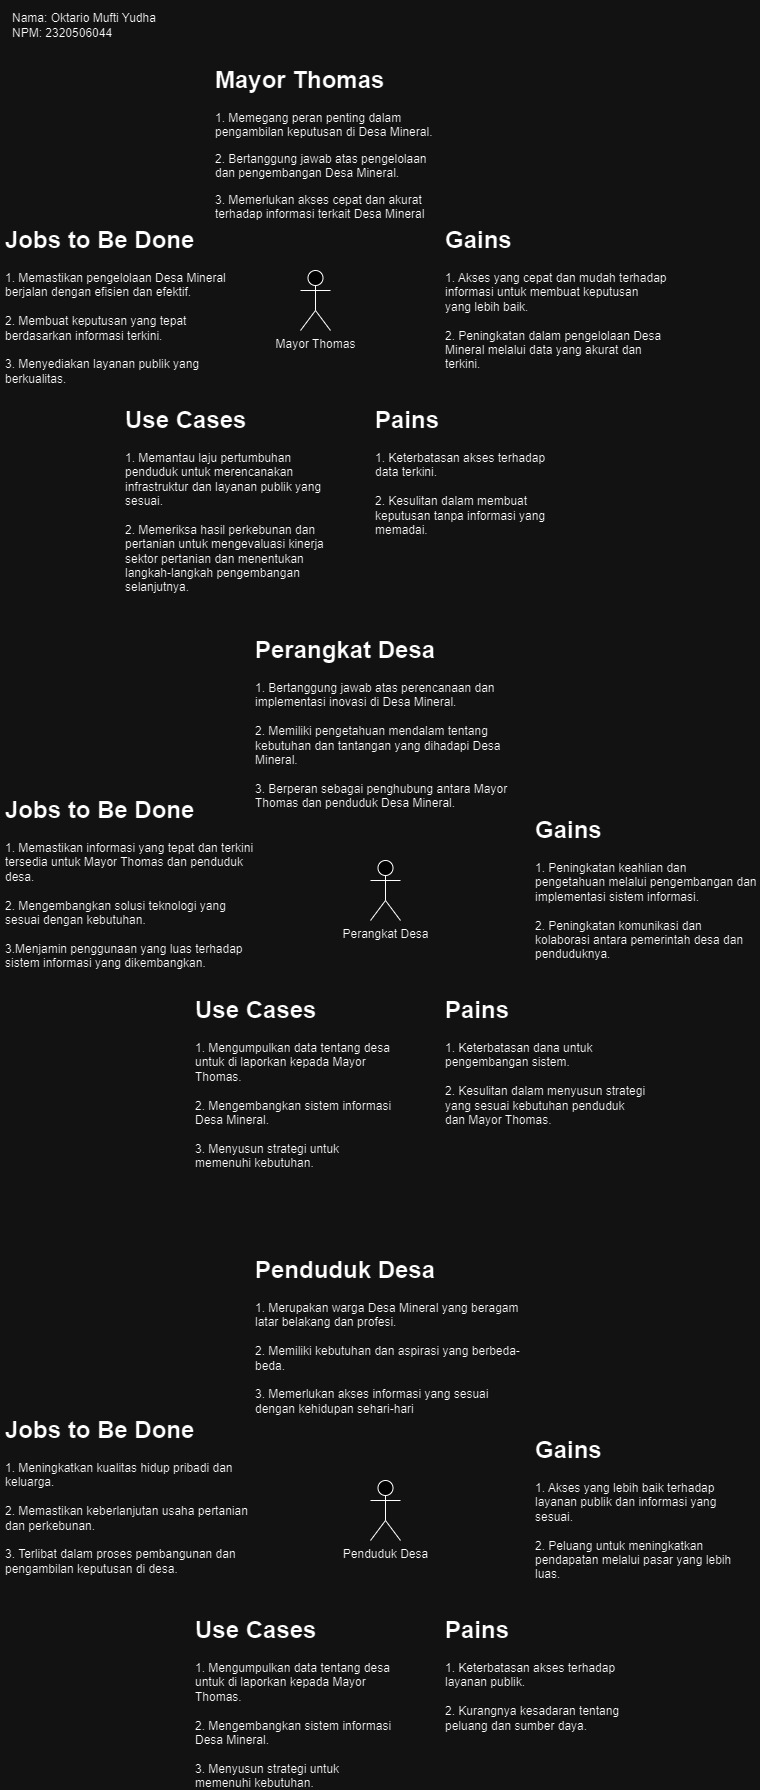 Nama: Oktario Mufti Yudha
NPM: 2320506044
Mayor Thomas
1. Memegang peran penting dalam
pengambilan keputusan di Desa Mineral.
2. Bertanggung jawab atas pengelolaan
dan pengembangan Desa Mineral.
3. Memerlukan akses cepat dan akurat
terhadap informasi terkait Desa Mineral
Jobs to Be Done
1. Memastikan pengelolaan Desa Mineral
berjalan dengan efisien dan efektif.
2. Membuat keputusan yang tepat
berdasarkan informasi terkini.
3. Menyediakan layanan publik yang
berkualitas.
Mayor Thomas
Gains
1. Akses yang cepat dan mudah terhadap
informasi untuk membuat keputusan
yang lebih baik.
2. Peningkatan dalam pengelolaan Desa
Mineral melalui data yang akurat dan
terkini.
Use Cases
1. Memantau laju pertumbuhan
penduduk untuk merencanakan
infrastruktur dan layanan publik yang
sesuai.
2. Memeriksa hasil perkebunan dan
pertanian untuk mengevaluasi kinerja
sektor pertanian dan menentukan
langkah-langkah pengembangan
selanjutnya.
Pains
1. Keterbatasan akses terhadap
data terkini.
2. Kesulitan dalam membuat
keputusan tanpa informasi yang
memadai.
Perangkat Desa
1. Bertanggung jawab atas perencanaan dan
implementasi inovasi di Desa Mineral.
2. Memiliki pengetahuan mendalam tentang
kebutuhan dan tantangan yang dihadapi Desa
Mineral.
3. Berperan sebagai penghubung antara Mayor
Thomas dan penduduk Desa Mineral.
Jobs to Be Done
1. Memastikan informasi yang tepat dan terkini
tersedia untuk Mayor Thomas dan penduduk
desa.
2. Mengembangkan solusi teknologi yang
sesuai dengan kebutuhan.
3.Menjamin penggunaan yang luas terhadap
sistem informasi yang dikembangkan.
Perangkat Desa
Gains
1. Peningkatan keahlian dan
pengetahuan melalui pengembangan dan
implementasi sistem informasi.
2. Peningkatan komunikasi dan
kolaborasi antara pemerintah desa dan
penduduknya.
Use Cases
1. Mengumpulkan data tentang desa
untuk di laporkan kepada Mayor
Thomas.
2. Mengembangkan sistem informasi
Desa Mineral.
3. Menyusun strategi untuk
memenuhi kebutuhan.
Pains
1. Keterbatasan dana untuk
pengembangan sistem.
2. Kesulitan dalam menyusun strategi
yang sesuai kebutuhan penduduk
dan Mayor Thomas.
Penduduk Desa
1. Merupakan warga Desa Mineral yang beragam
latar belakang dan profesi.
2. Memiliki kebutuhan dan aspirasi yang berbeda-
beda.
3. Memerlukan akses informasi yang sesuai
dengan kehidupan sehari-hari
Jobs to Be Done
1. Meningkatkan kualitas hidup pribadi dan
keluarga.
2. Memastikan keberlanjutan usaha pertanian
dan perkebunan.
3. Terlibat dalam proses pembangunan dan
pengambilan keputusan di desa.
Penduduk Desa
Gains
1. Akses yang lebih baik terhadap
layanan publik dan informasi yang
sesuai.
2. Peluang untuk meningkatkan
pendapatan melalui pasar yang lebih
luas.
Use Cases
1. Mengumpulkan data tentang desa
untuk di laporkan kepada Mayor
Thomas.
2. Mengembangkan sistem informasi
Desa Mineral.
3. Menyusun strategi untuk
memenuhi kebutuhan.
Pains
1. Keterbatasan akses terhadap
layanan publik.
2. Kurangnya kesadaran tentang
peluang dan sumber daya.